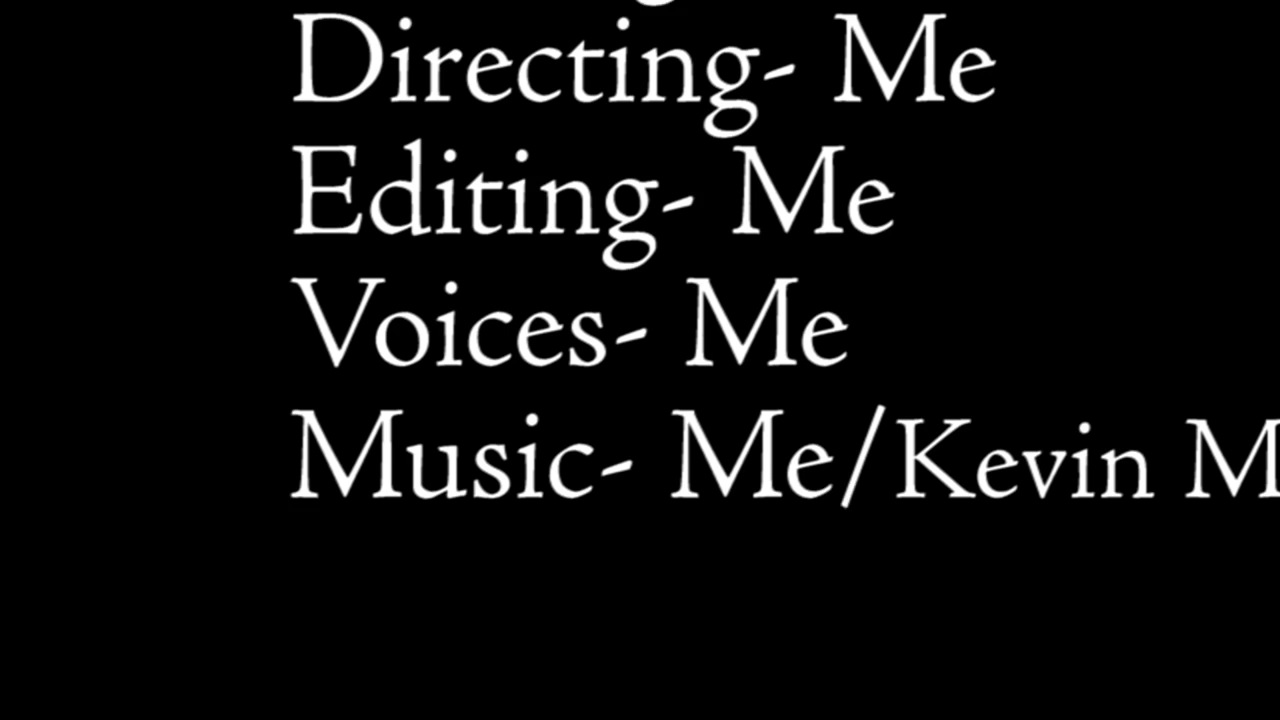 Directing- Me
Editing- Me
Voices- Me
Music- Me/Kevin M